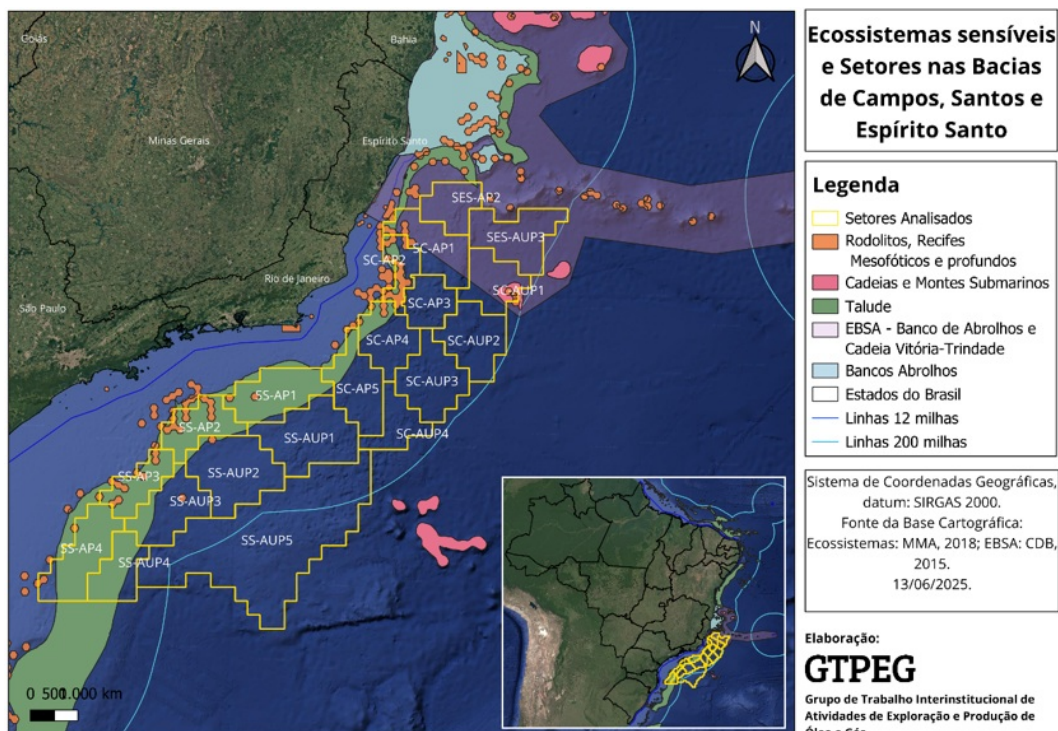 Goiás
Bahia
Minas Gerais
Espírito Santo
Rio de Janeiro
São Paulo
N
SES-AP2
SES-AUP3
SC-AP1
SC-AP2
SC-AUP1
SC-AP3
SC-AP4
SC-AUP2
SC-AUP3
SC-AP5
SC-AUP4
SS-AP1
SS-AP2
SS-AUP1
SS-AUP2
SS-AP3
SS-AUP3
SS-AUP5
SS-AP4
SS-AUP4
0 500 1.000 km
Ecossistemas sensíveis
e Setores nas Bacias
de Campos, Santos e
Espírito Santo
Legenda
Setores Analisados
Rodolitos, Recifes
Mesofóticos e profundos
Cadeias e Montes Submarinos
Talude
EBSA - Banco de Abrolhos e
Cadeia Vitória-Trindade
Bancos Abrolhos
Estados do Brasil
Linhas 12 milhas
Linhas 200 milhas
Sistema de Coordenadas Geográficas,
datum: SIRGAS 2000.
Fonte da Base Cartográfica:
Ecossistemas: MMA, 2018; EBSA: CDB,
2015.
13/06/2025.
Elaboração:
GTPEG
Grupo de Trabalho Interinstitucional de
Atividades de Exploração e Produção de
Óleo e Gás